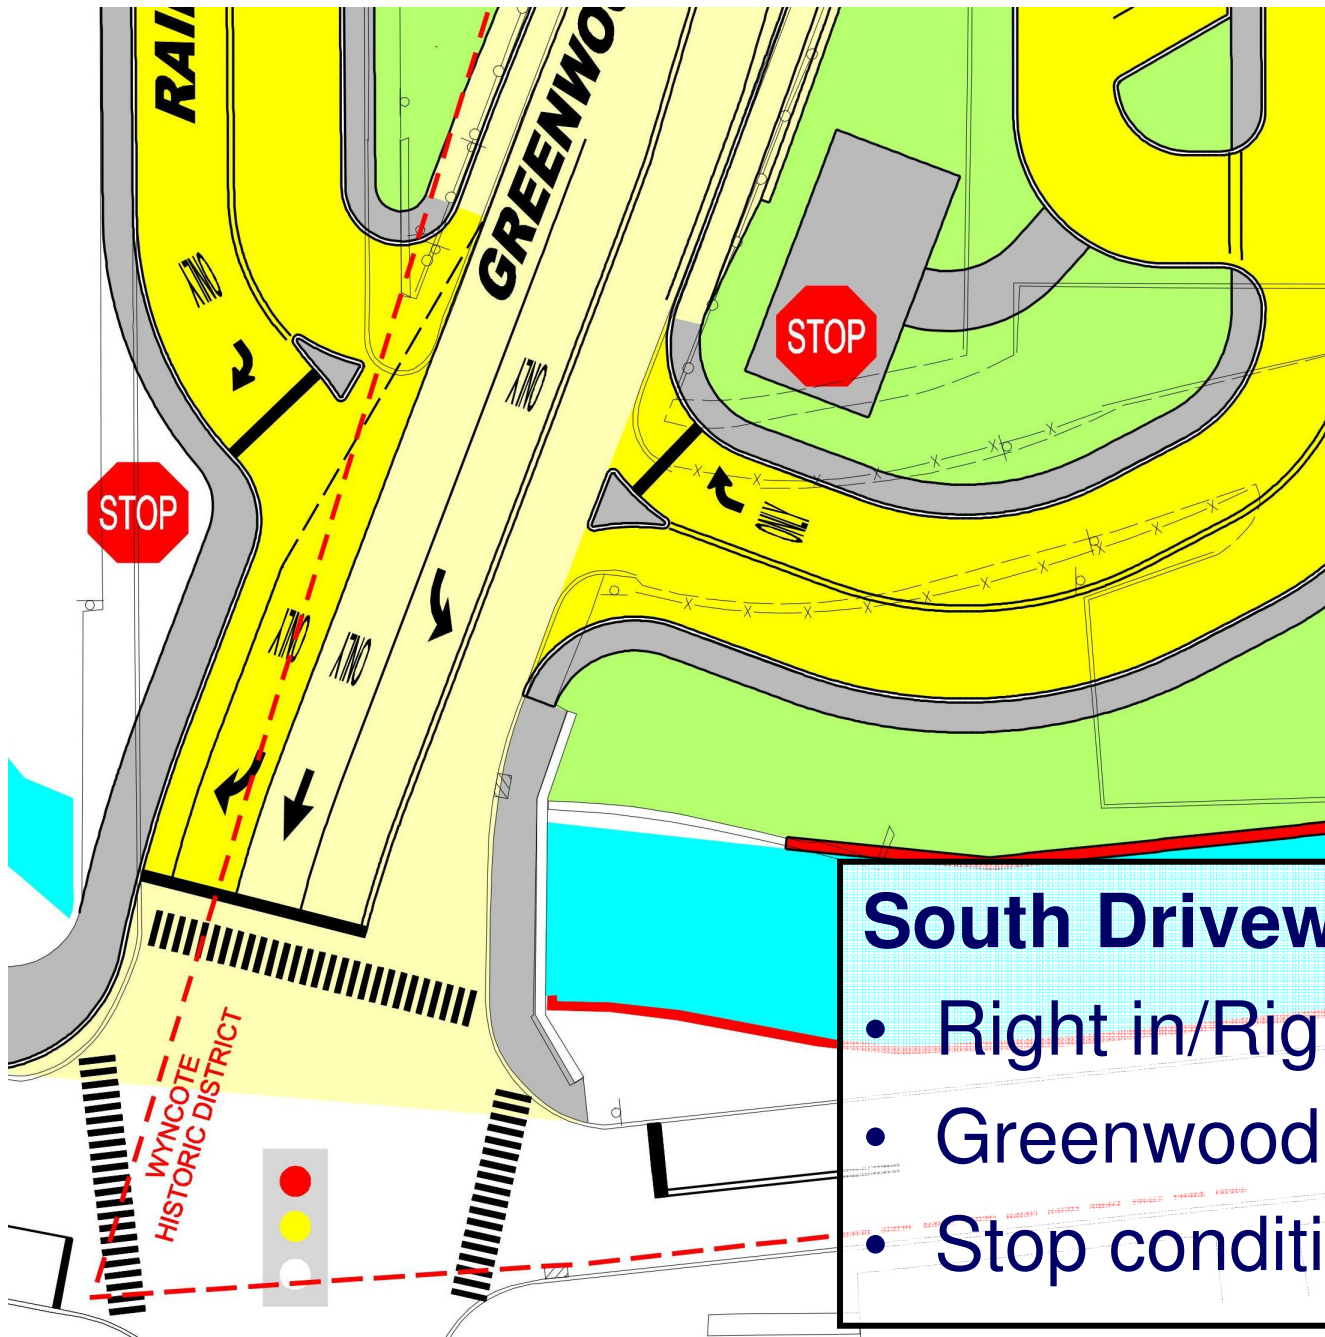 RAI
GREENWOO
ONLY
ONLY
STOP
ONLY
STOP
ONLY
ONLY
WYNCOTE
HISTORIC DISTRICT
South Drivew
• Right in/Rig
• Greenwood
• Stop conditi